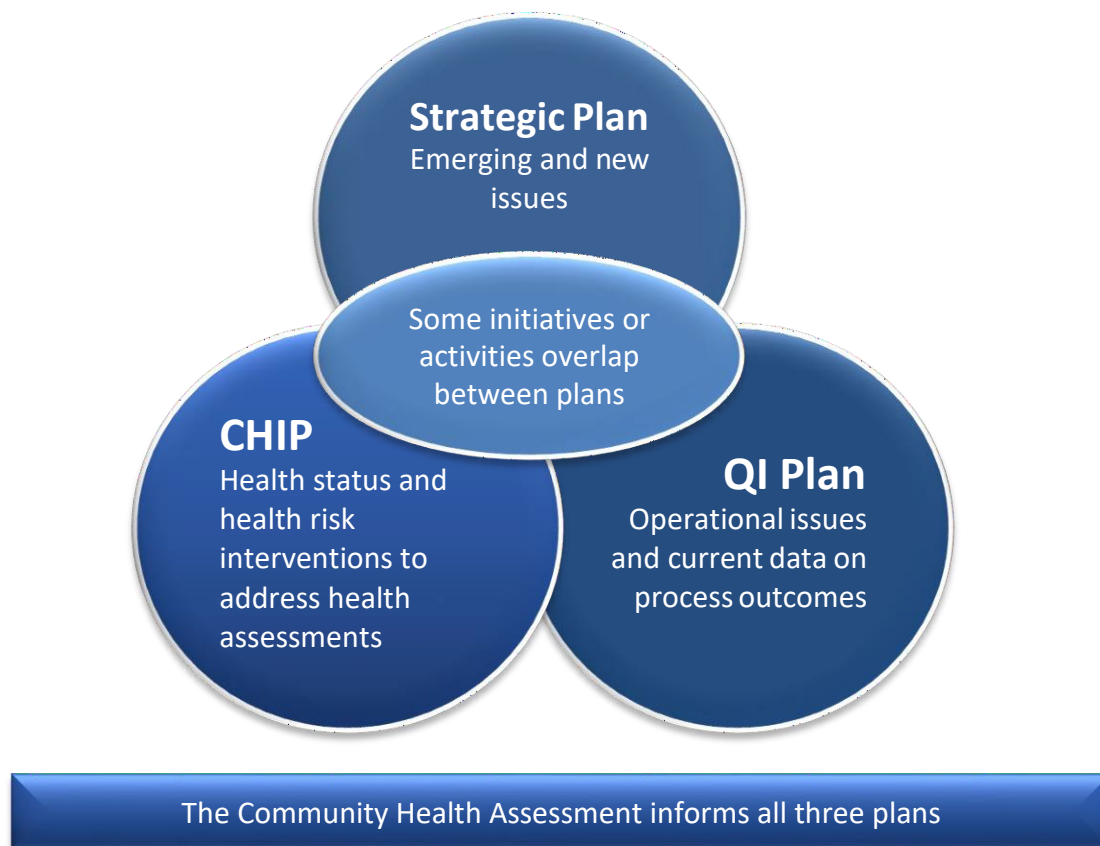 Strategic Plan
Emerging and new
issues
Some initiatives or
activities overlap
between plans
CHIP
Health status and
health risk
interventions to
address health
assessments
QI Plan
Operational issues
and current data on
process outcomes
The Community Health Assessment informs all three plans